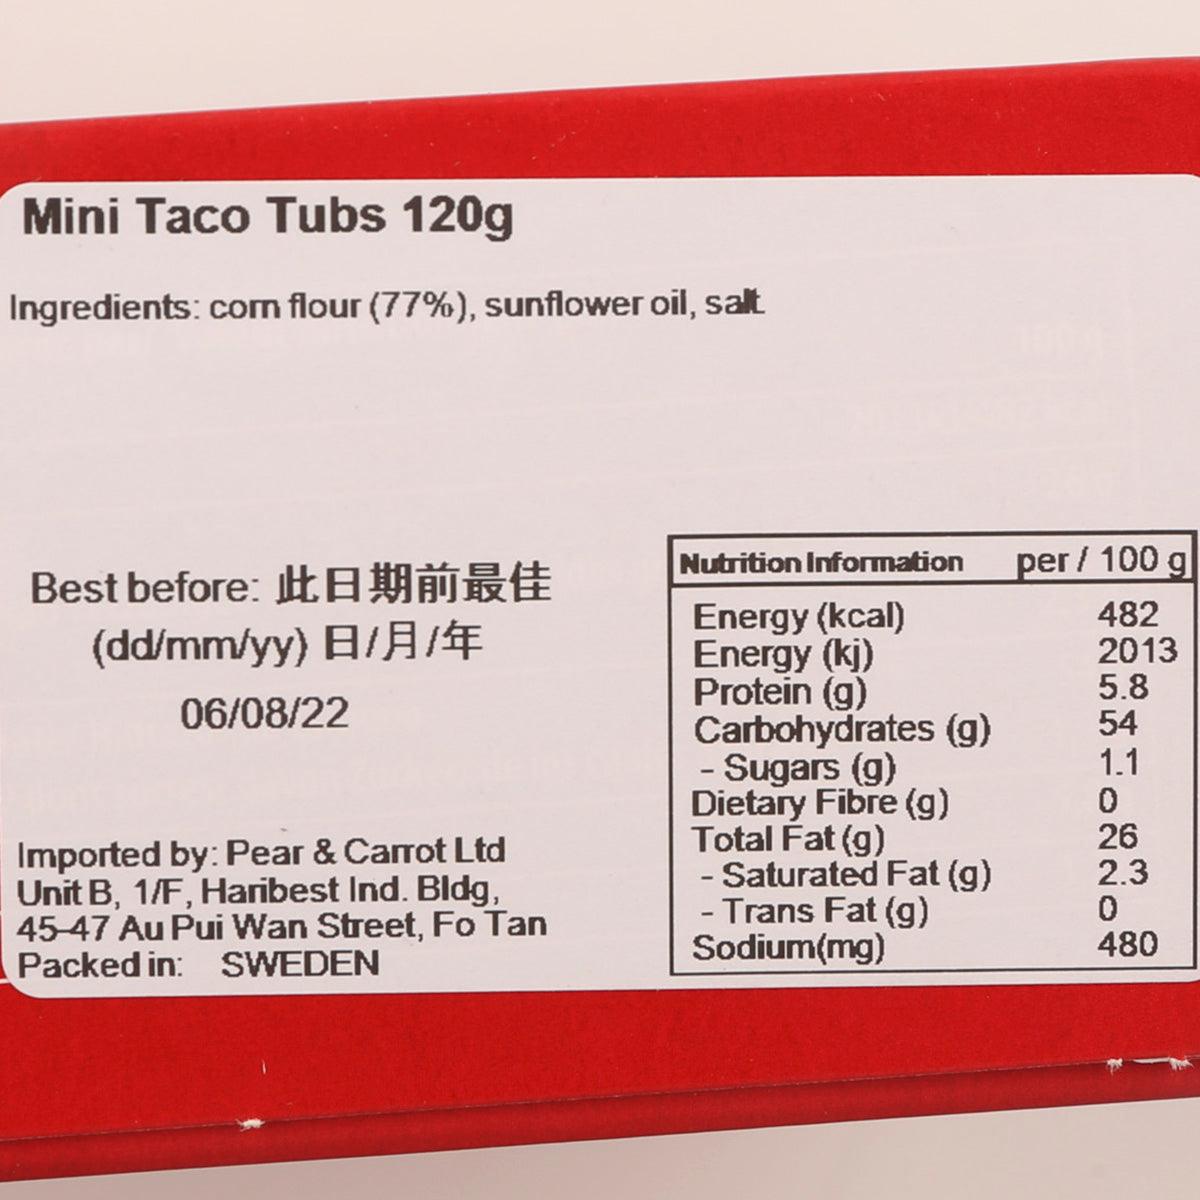 Mini Taco Tubs 120g
Ingredients: corn flour (77%), sunflower oil, salt
Best before: 此日期前最佳
(dd/mm/yy) 日/月/年
06/08/22
Imported by: Pear & Carrot Ltd
Unit B, 1/F, Haribest Ind. Bldg,
45-47 Au Pui Wan Street, Fo Tan
Packed in: SWEDEN
Nutrition Information per / 100 g
Energy (kcal) 482
Energy (kj) 2013
Protein (g) 5.8
Carbohydrates (g) 54
- Sugars (g) 1.1
Dietary Fibre (g) 0
Total Fat (g) 26
- Saturated Fat (g) 2.3
- Trans Fat (g) 0
Sodium(mg) 480